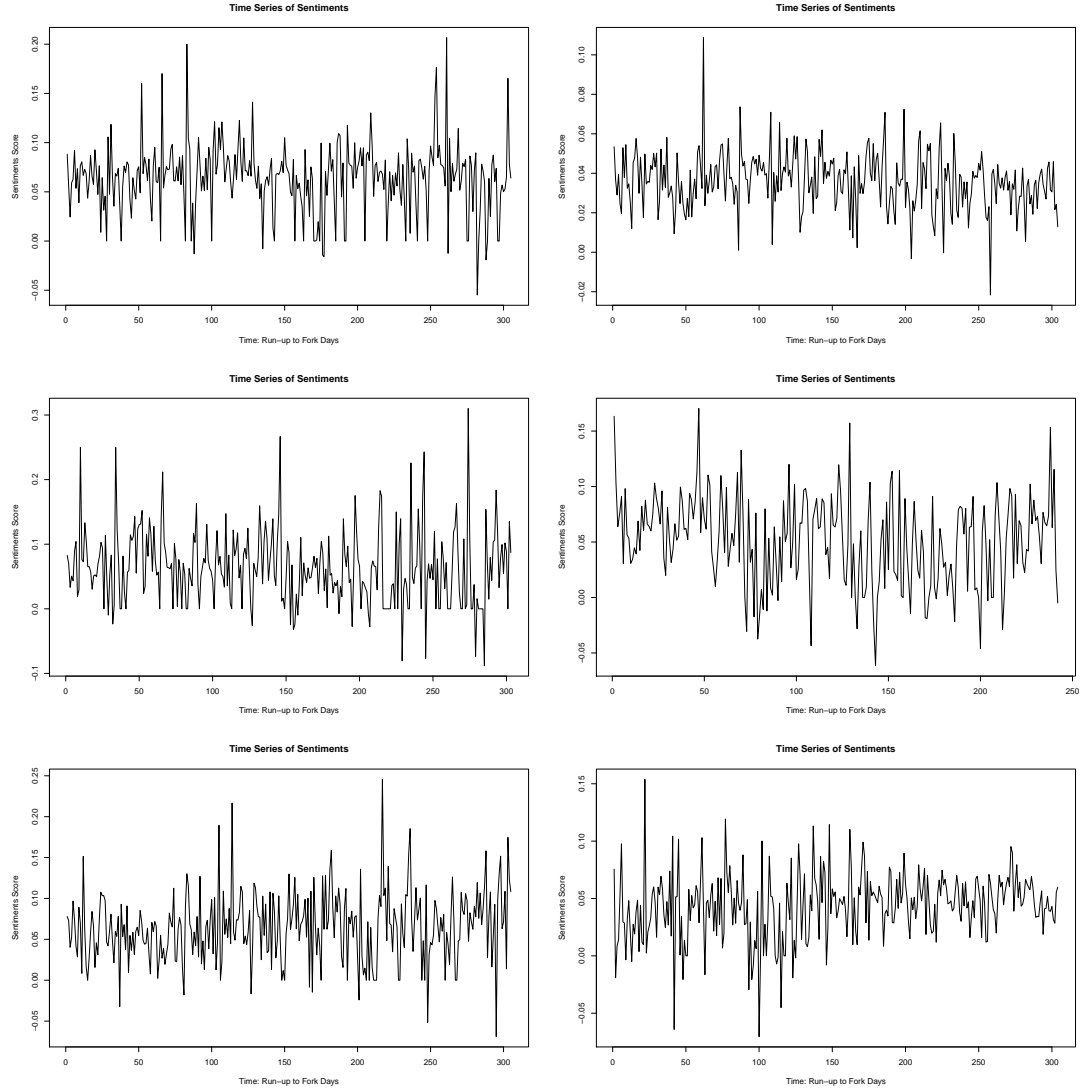 Time Series of Sentiments
Sentiments Score
0.20
0.15
0.10
0.05
0.00
−0.05
0 50 100 150 200 250 300
Time: Run−up to Fork Days
Time Series of Sentiments
Sentiments Score
0.10
0.08
0.06
0.04
0.02
0.00
−0.02
0 50 100 150 200 250 300
Time: Run−up to Fork Days
Time Series of Sentiments
Sentiments Score
0.3
0.2
0.1
0.0
−0.1
0 50 100 150 200 250 300
Time: Run−up to Fork Days
Time Series of Sentiments
Sentiments Score
0.15
0.10
0.05
0.00
−0.05
0 50 100 150 200 250
Time: Run−up to Fork Days
Time Series of Sentiments
Sentiments Score
0.25
0.20
0.15
0.10
0.05
0.00
−0.05
0 50 100 150 200 250 300
Time: Run−up to Fork Days
Time Series of Sentiments
Sentiments Score
0.15
0.10
0.05
0.00
−0.05
0 50 100 150 200 250 300
Time: Run−up to Fork Days